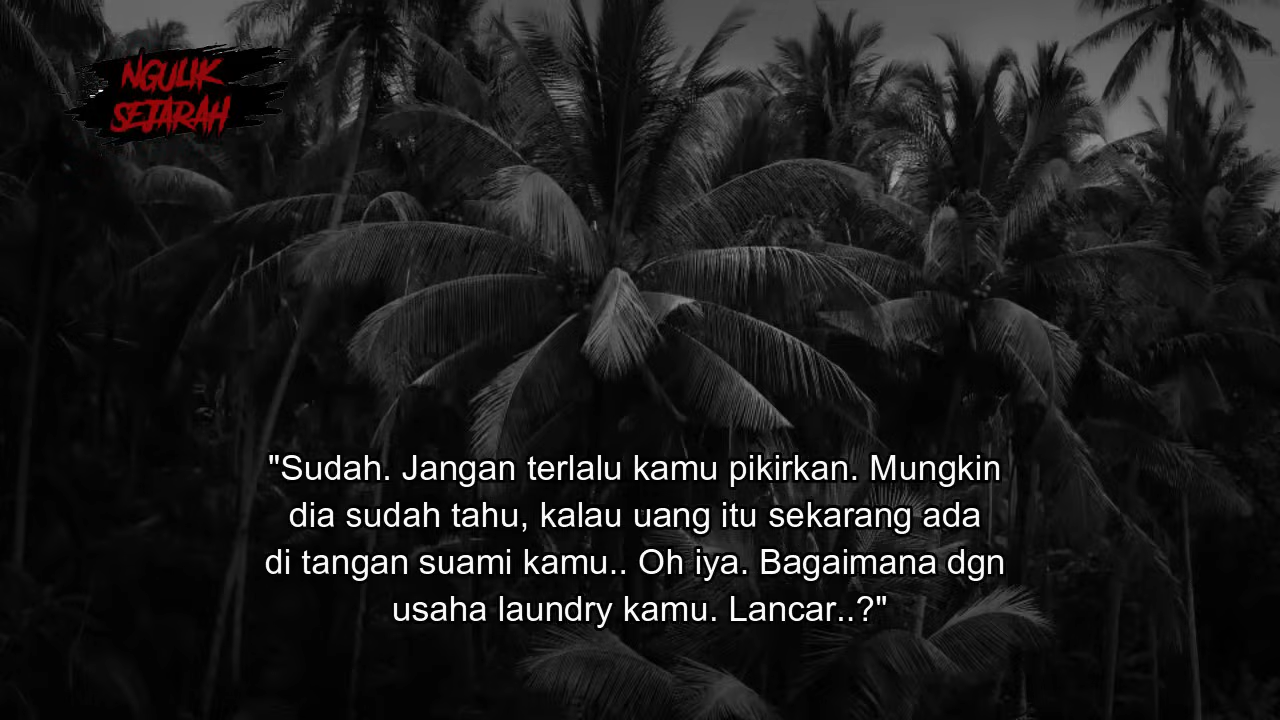 NGULIK
SEJARAH
"Sudah. Jangan terlalu kamu pikirkan. Mungkin
dia sudah tahu, kalau uang itu sekarang ada
di tangan suami kamu.. Oh iya. Bagaimana dgn
usaha laundry kamu. Lancar..?"